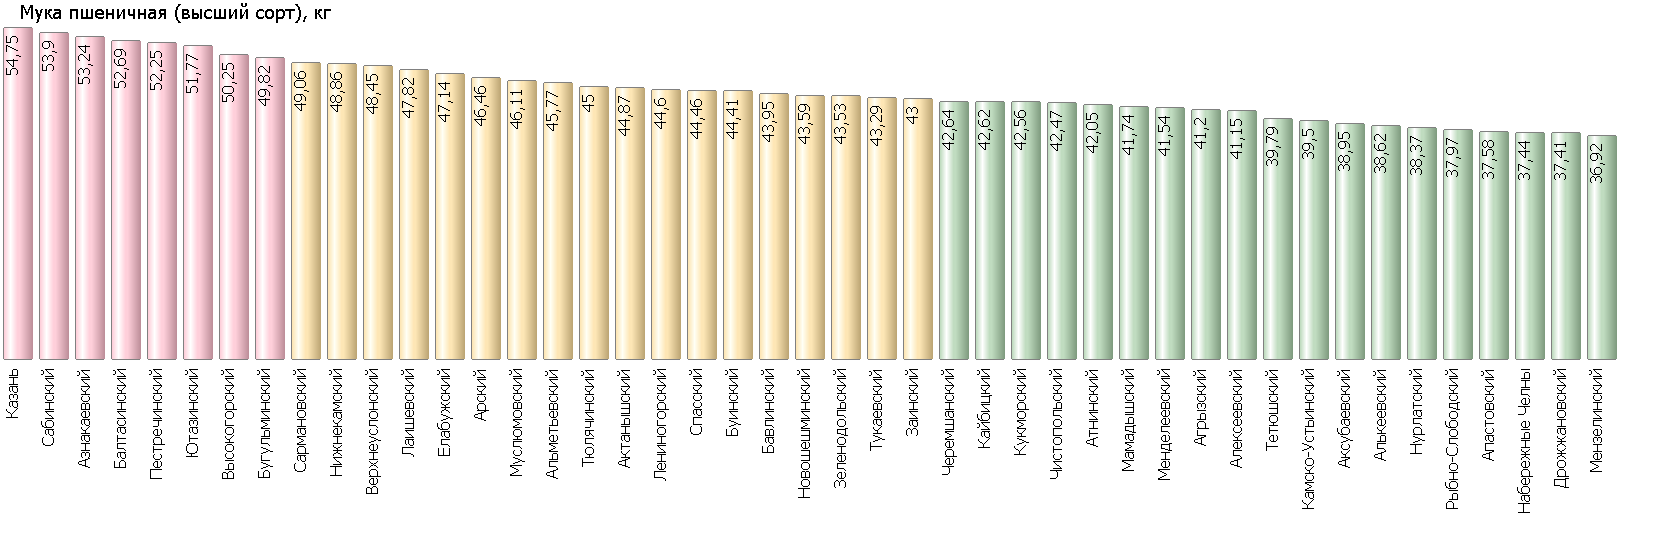 Мука пшеничная (высший сорт), кг
54,75
53,9
53,24
52,69
52,25
51,77
50,25
49,82
49,06
48,86
48,45
47,82
47,14
46,46
46,11
45,77
45
44,87
44,6
44,46
44,41
43,95
43,59
43,53
43,29
43
42,64
42,62
42,56
42,47
42,05
41,74
41,54
41,2
41,15
39,79
39,5
38,95
38,62
38,37
37,97
37,58
37,44
37,41
36,92
Казань
Сабинский
Азнакаевский
Балтасинский
Пестречинский
Ютазинский
Высокогорский
Бугульминский
Сармановский
Нижнекамский
Верхнеуслонский
Лаишевский
Елабужский
Арский
Муслюмовский
Альметьевский
Тюлячинский
Актанышский
Лениногорский
Спасский
Буинский
Бавлинский
Новошешминский
Зеленодольский
Тукаевский
Заинский
Черемшанский
Кайбицкий
Кукморский
Чистопольский
Атнинский
Мамадышский
Менделеевский
Агрызский
Алексеевский
Тетюшский
Камско-Устьинский
Аксубаевский
Алькеевский
Нурлатский
Рыбно-Слободский
Апастовский
Набережные Челны
Дрожжановский
Мензелинский